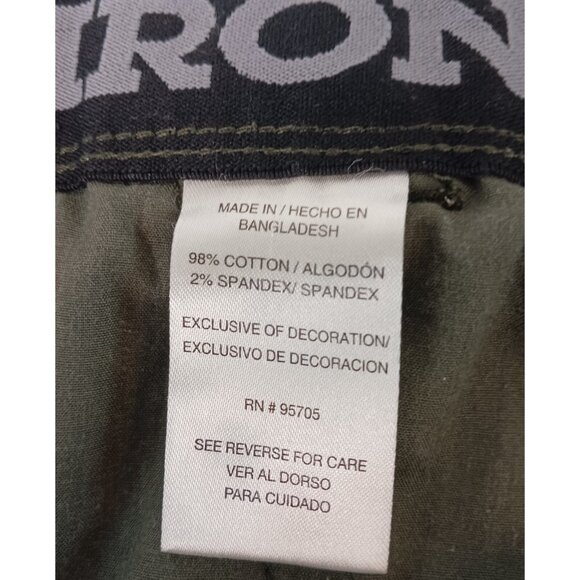 IRON
MADE IN / HECHO EN
BANGLADESH
98% COTTON / ALGODÓN
2% SPANDEX/ SPANDEX
EXCLUSIVE OF DECORATION/
EXCLUSIVO DE DECORACION
RN # 95705
SEE REVERSE FOR CARE
VER AL DORSO
PARA CUIDADO